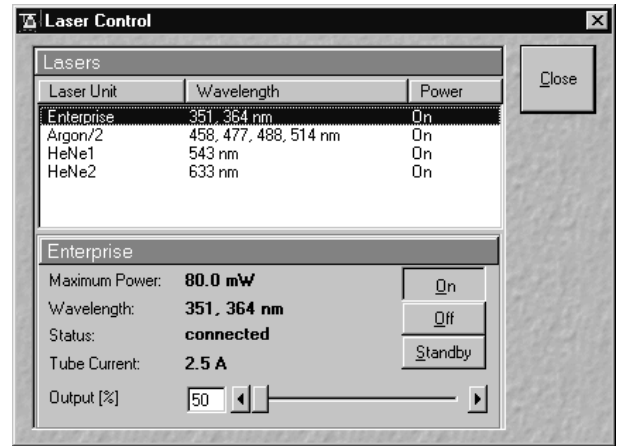 Laser Control
Lasers
Close
Laser Unit Wavelength Power
Enterprise 351, 364 nm On
Argon/2 458, 477, 488, 514 nm On
HeNe1 543 nm On
HeNe2 633 nm On
Enterprise
Maximum Power: 80.0 mW On
Wavelength: 351, 364 nm Off
Status: connected
Standby
Tube Current: 2.5 A
Output [%] 50